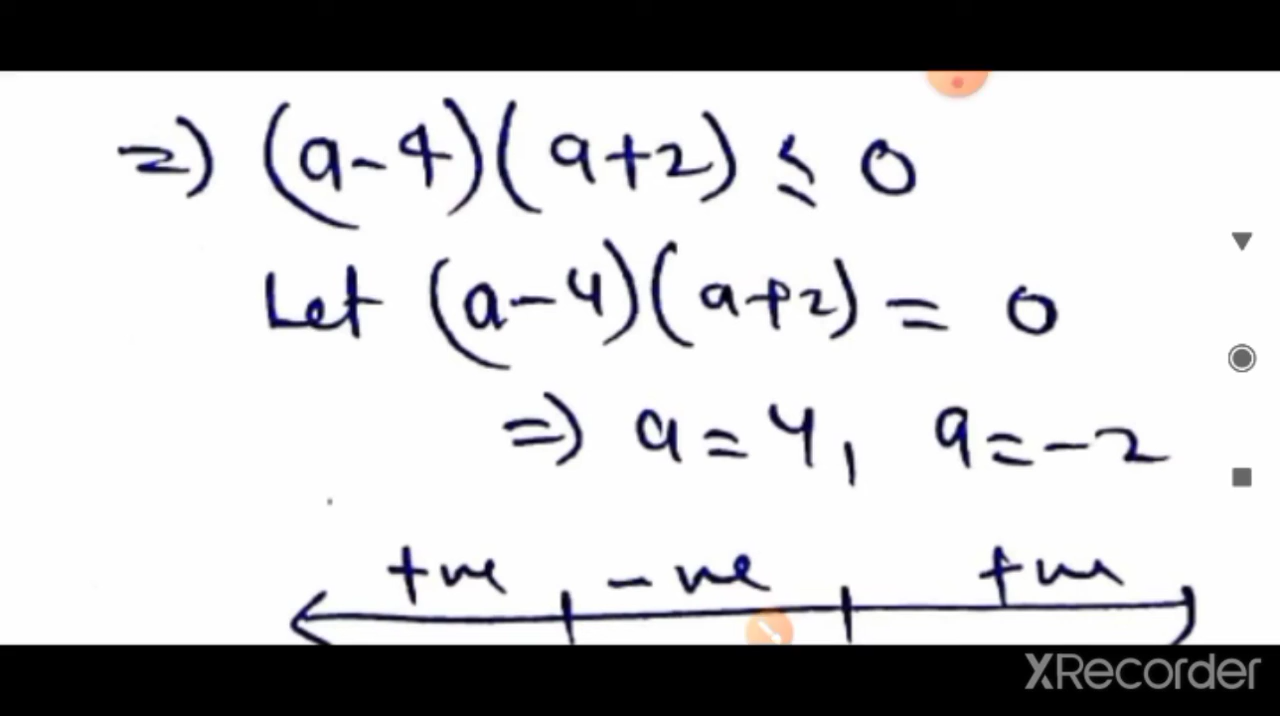 =) (a-4)(a+2) ≤ 0
Let (a-4)(a+2) = 0
=) a=4, a=-2
+ve -ve +ve
XRecorder